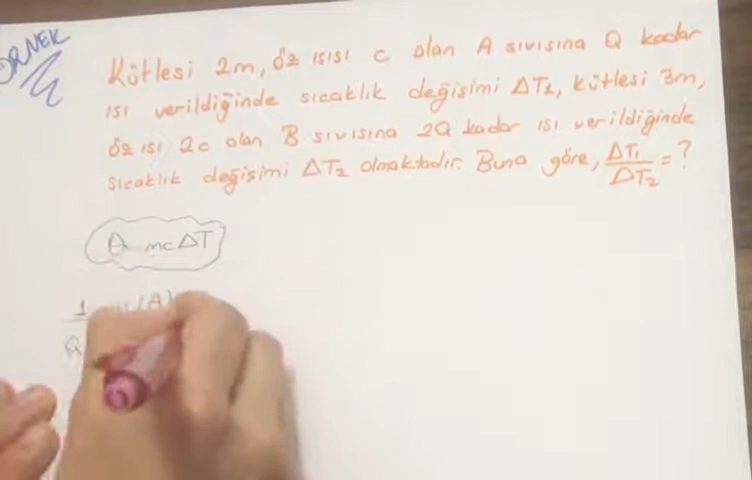 ÖRNEK
Kütlesi 2m, öz ısısı c olan A sıvısına Q kadar
ısı verildiğinde sıcaklık değişimi ΔT₁, kütlesi 3m,
öz ısı 2c olan B sıvısına 2Q kadar ısı verildiğinde
sıcaklık değişimi ΔT₂ olmaktadır. Buna göre, ΔT₁/ΔT₂ = ?
Q mcΔT
1 (A)
Q